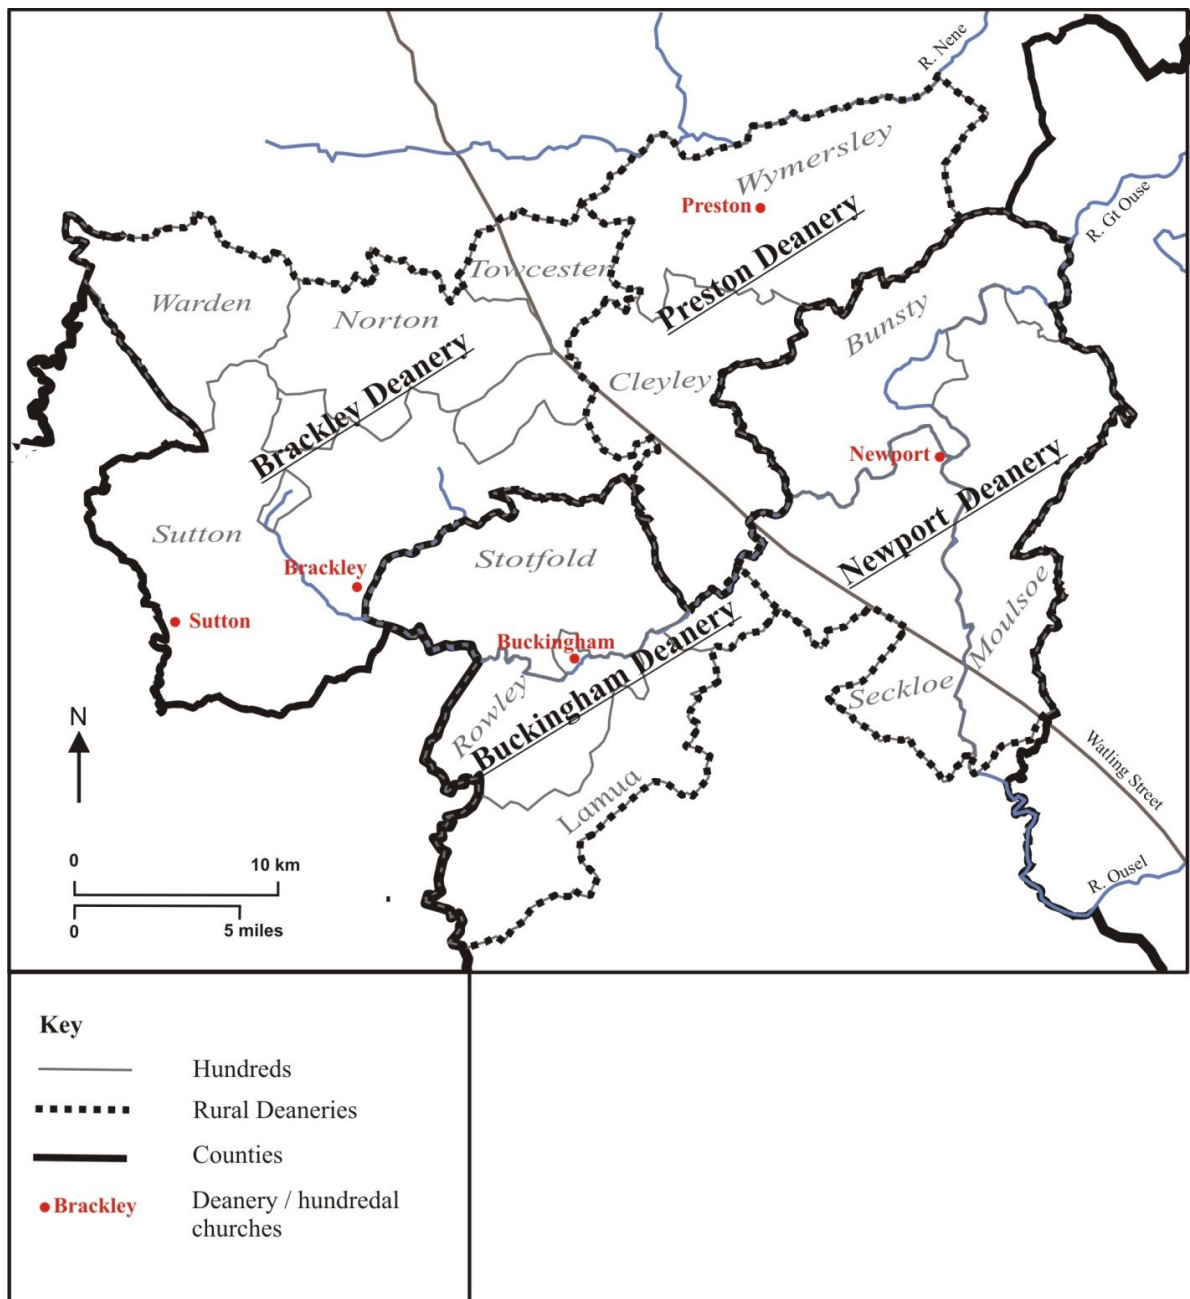 R. Nene
Wymersley
Preston
R. Gt Ouse
Preston Deanery
Towcester
Warden
Norton
Bunsty
Brackley Deanery
Cleyley
Newport
Newport Deanery
Sutton
Stotfold
Brackley
Sutton
Moulsoe
Buckingham
Buckingham Deanery
Rowley
Seckloe
N
Watling Street
Lamua
0
10 km
R. Ousel
0
5 miles
Key
Hundreds
Rural Deaneries
Counties
Brackley
Deanery / hundredal
churches